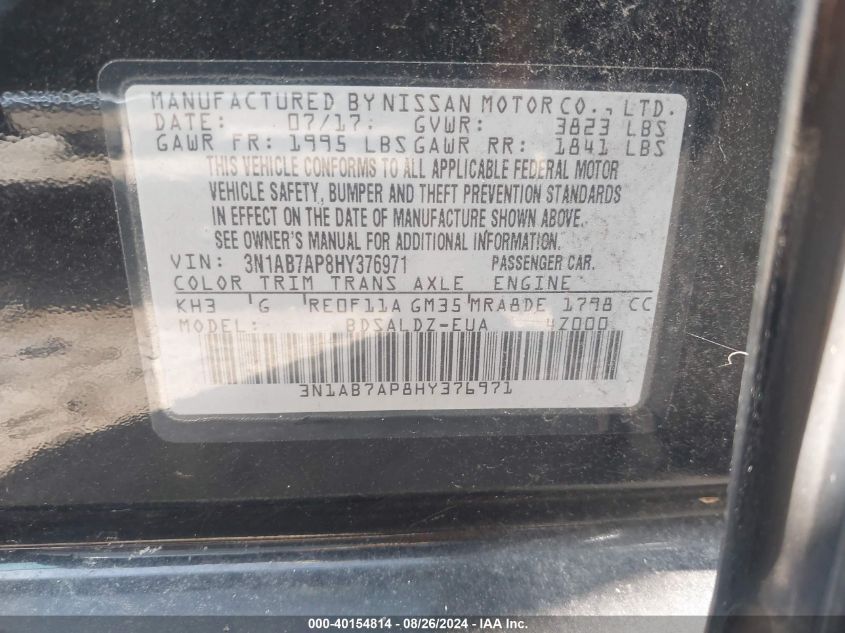 MANUFACTURED BY NISSAN MOTOR CO., LTD.
DATE: 07/17 GVWR: 3823 LBS
GAWR FR: 1995 LBS GAWR RR: 1841 LBS
THIS VEHICLE CONFORMS TO ALL APPLICABLE FEDERAL MOTOR
VEHICLE SAFETY, BUMPER AND THEFT PREVENTION STANDARDS
IN EFFECT ON THE DATE OF MANUFACTURE SHOWN ABOVE.
SEE OWNER'S MANUAL FOR ADDITIONAL INFORMATION.
VIN: 3N1AB7AP8HY376971 PASSENGER CAR.
COLOR TRIM TRANS AXLE ENGINE
KH3 G RE0F11A GM35 MRA8DE 1798 CC
MODEL: BDSALDZ-EUA 4Z000
3N1AB7AP8HY376971
000-40154814 - 08/26/2024 - IAA Inc.